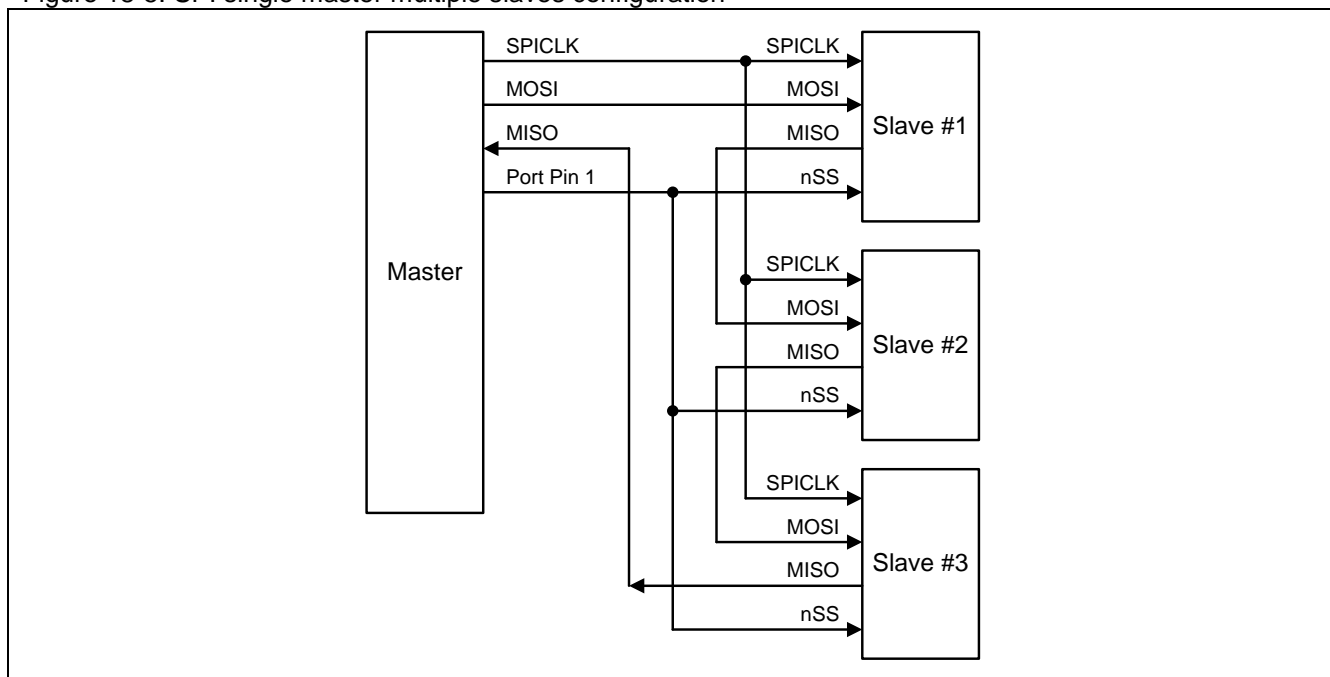 SPICLK SPICLK
MOSI MOSI
MISO MISO
Slave #1
Port Pin 1 nSS
Master
SPICLK
MOSI
Slave #2
MISO
nSS
SPICLK
MOSI
Slave #3
MISO
nSS